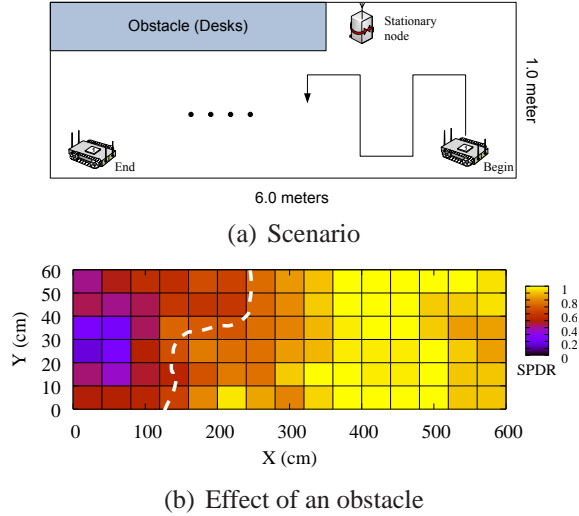 Obstacle (Desks)
Stationary
node
1.0 meter
End
Begin
6.0 meters
(a) Scenario
60
50
40
30
20
10
0
Y (cm)
0 100 200 300 400 500 600
X (cm)
1
0.8
0.6
0.4
0.2
0
SPDR
(b) Effect of an obstacle